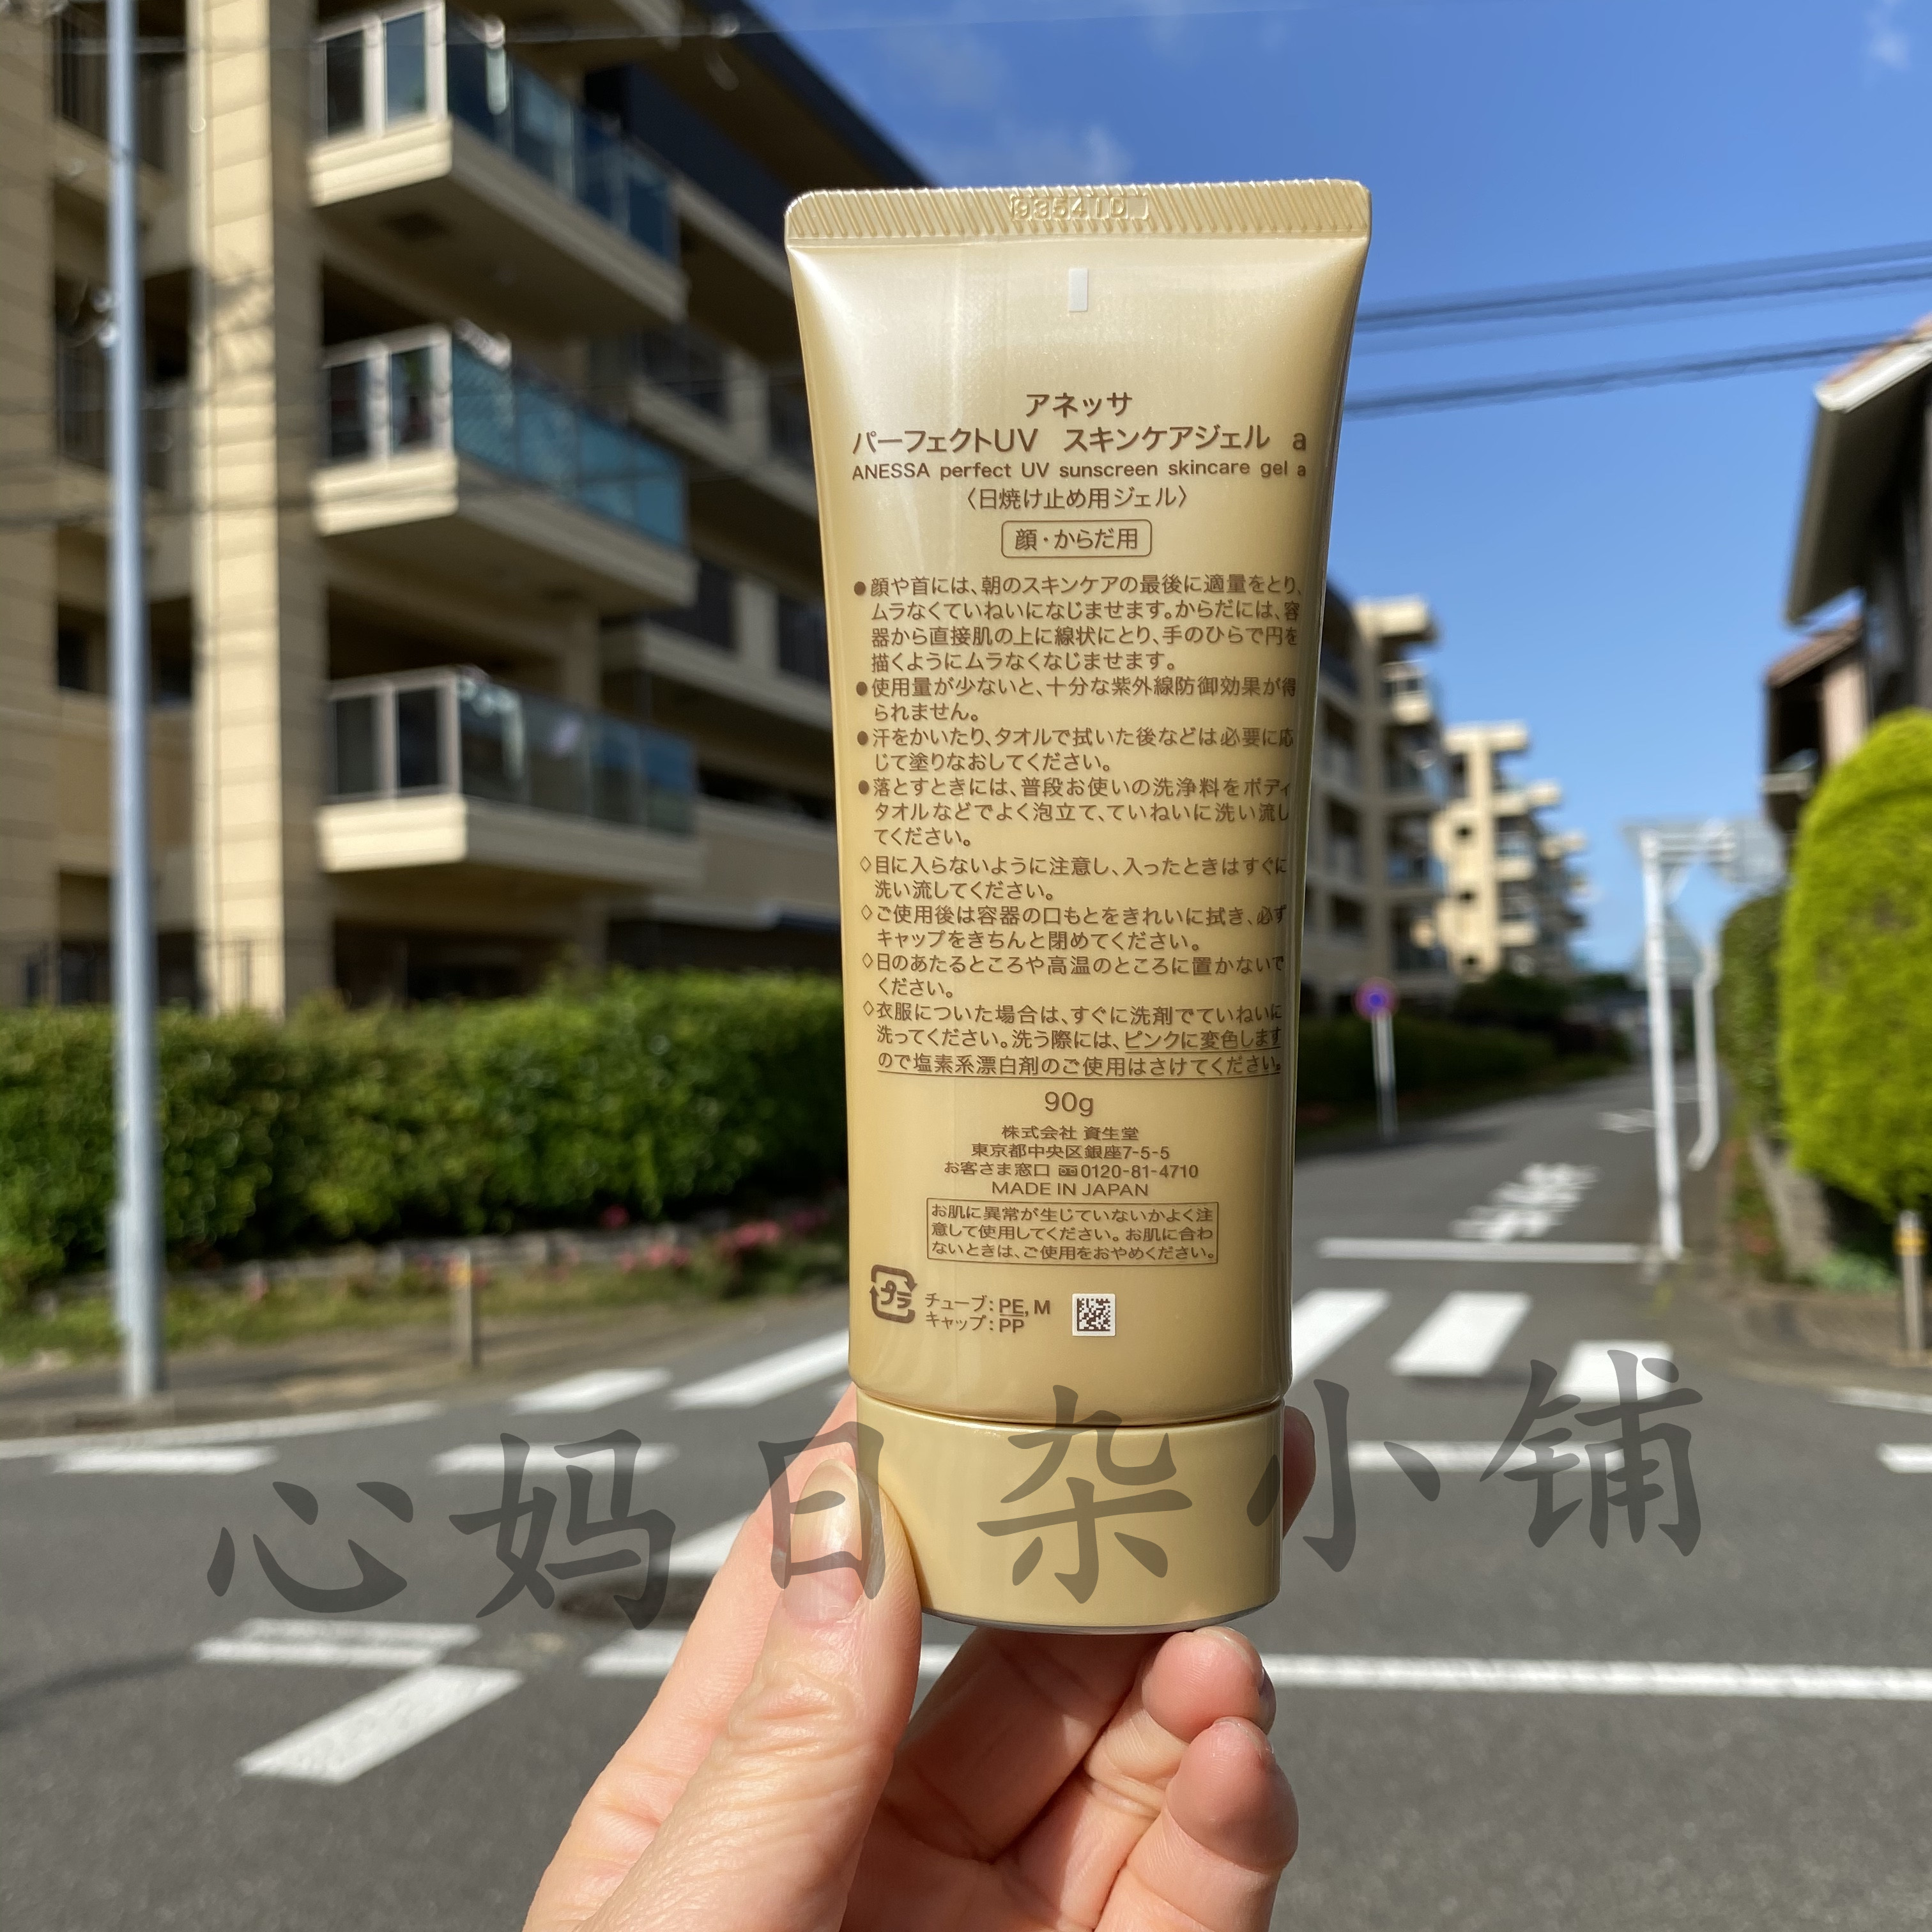 アネッサ
パーフェクトUV スキンケアジェル a
ANESSA perfect UV sunscreen skincare gel a
〈日焼け止め用ジェル〉
顔・からだ用
●顔や首には、朝のスキンケアの最後に適量をとり、
ムラなくていねいになじませます。からだには、容
器から直接肌の上に線状にとり、手のひらで円を
描くようにムラなくなじませます。
●使用量が少ないと、十分な紫外線防御効果が得
られません。
●汗をかいたり、タオルで拭いた後などは必要に応
じて塗りなおしてください。
●落とすときには、普段お使いの洗浄料をボディ
タオルなどでよく泡立て、ていねいに洗い流し
てください。
◇目に入らないように注意し、入ったときはすぐに
洗い流してください。
◇ご使用後は容器の口もとをきれいに拭き、必ず
キャップをきちんと閉めてください。
◇日のあたるところや高温のところに置かないで
ください。
◇衣服についた場合は、すぐに洗剤でていねいに
洗ってください。洗う際には、ピンクに変色します
ので塩素系漂白剤のご使用はさけてください。
90g
株式会社 資生堂
東京都中央区銀座7-5-5
お客さま窓口 0120-81-4710
MADE IN JAPAN
お肌に異常が生じていないかよく注
意して使用してください。お肌に合わ
ないときは、ご使用をおやめください。
プラ
チューブ：PE, M
キャップ：PP
心妈日杂小铺